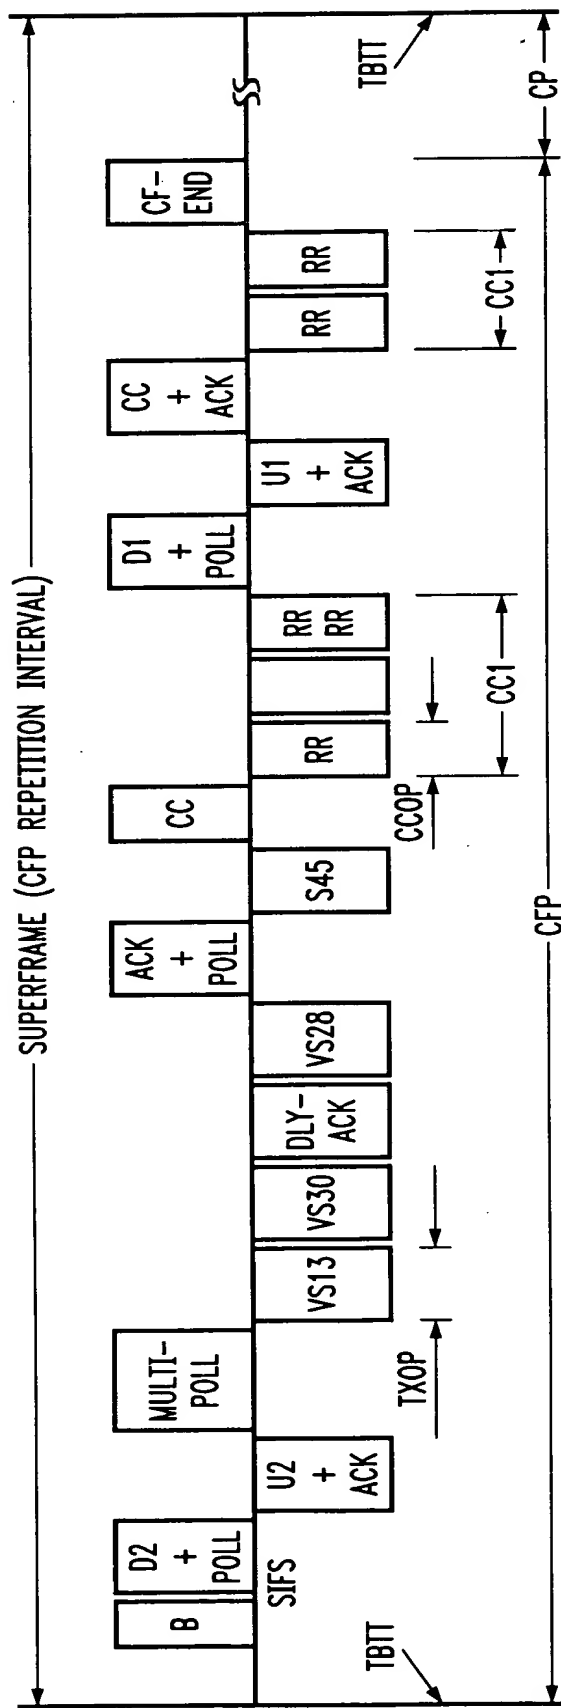 SUPERFRAME (CFP REPETITION INTERVAL)
B
D2
+
POLL
MULTI-
POLL
ACK
+
POLL
CC
D1
+
POLL
CC
+
ACK
CF-
END
SIFS
U2
+
ACK
VS13
VS30
DLY-
ACK
VS28
S45
RR
RR
RR
U1
+
ACK
RR
RR
TBTT
TXOP
CCOP
CC1
CC1
TBTT
CFP
CP
SS